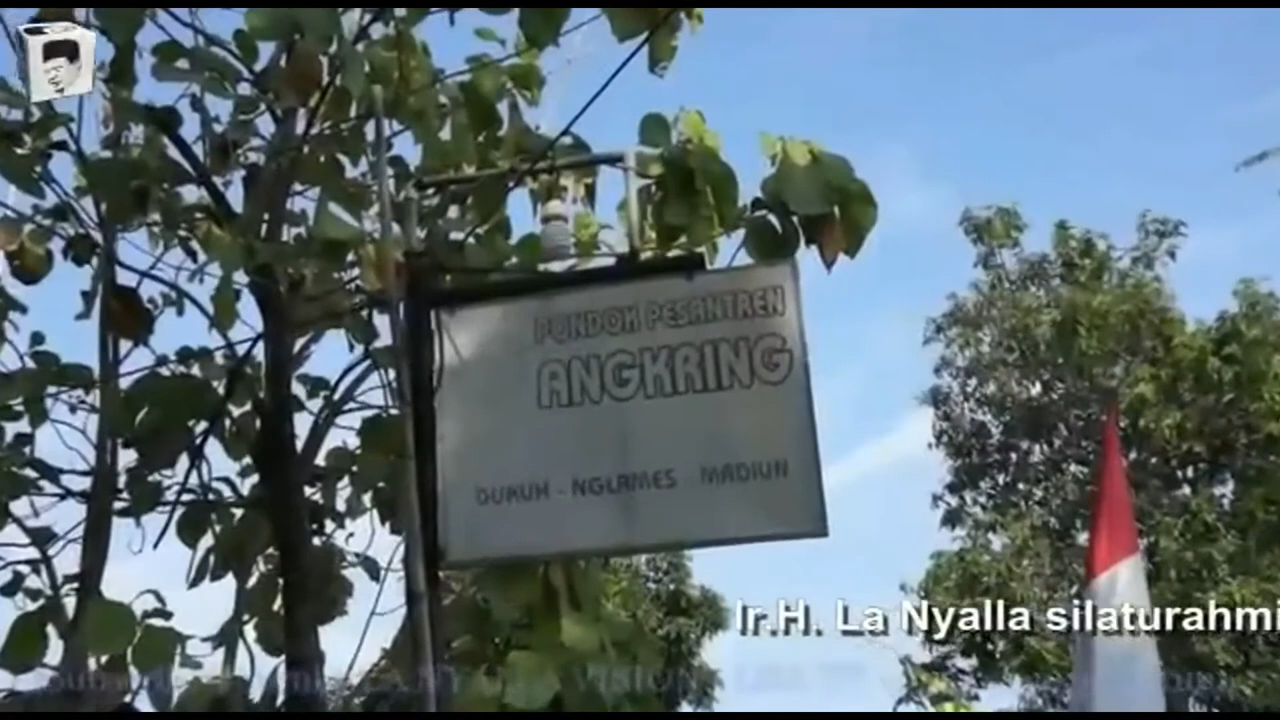 PONDOK PESANTREN
ANGKRING
DUKUH - NGLAMES - MADIUN
Ir.H. La Nyalla silaturahmi